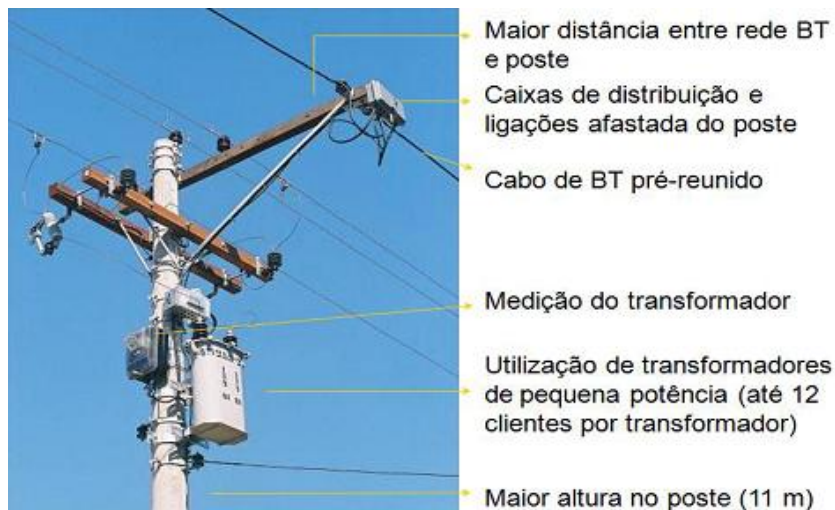 Maior distância entre rede BT
e poste
Caixas de distribuição e
ligações afastada do poste
Cabo de BT pré-reunido
Medição do transformador
Utilização de transformadores
de pequena potência (até 12
clientes por transformador)
Maior altura no poste (11 m)